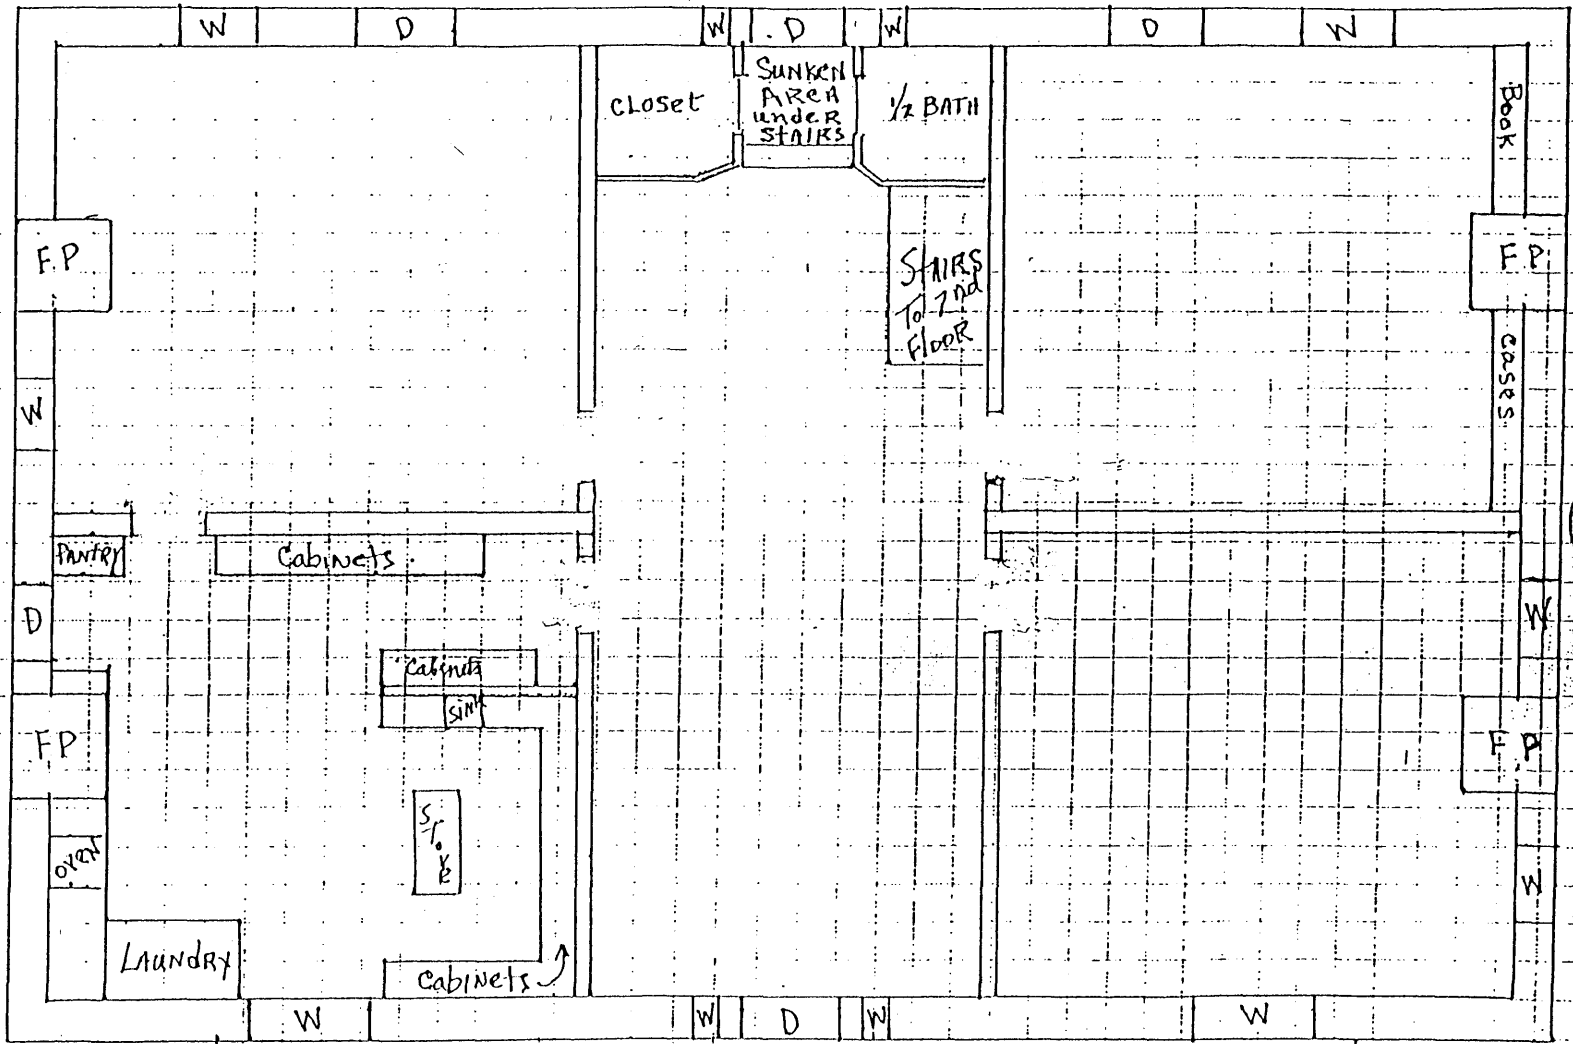 W
D
W
D
W
D
W
closet
SUNKEN
AREA
under
STAIRS
1/2 BATH
Book
F.P
F P
STAIRS
To 2nd
FlooR
cases
W
PANTRY
Cabinets
D
W
Cabinets
SINK
F P
F P
Stove
OVEN
W
LAUNDRY
Cabinets
W
W
D
W
W